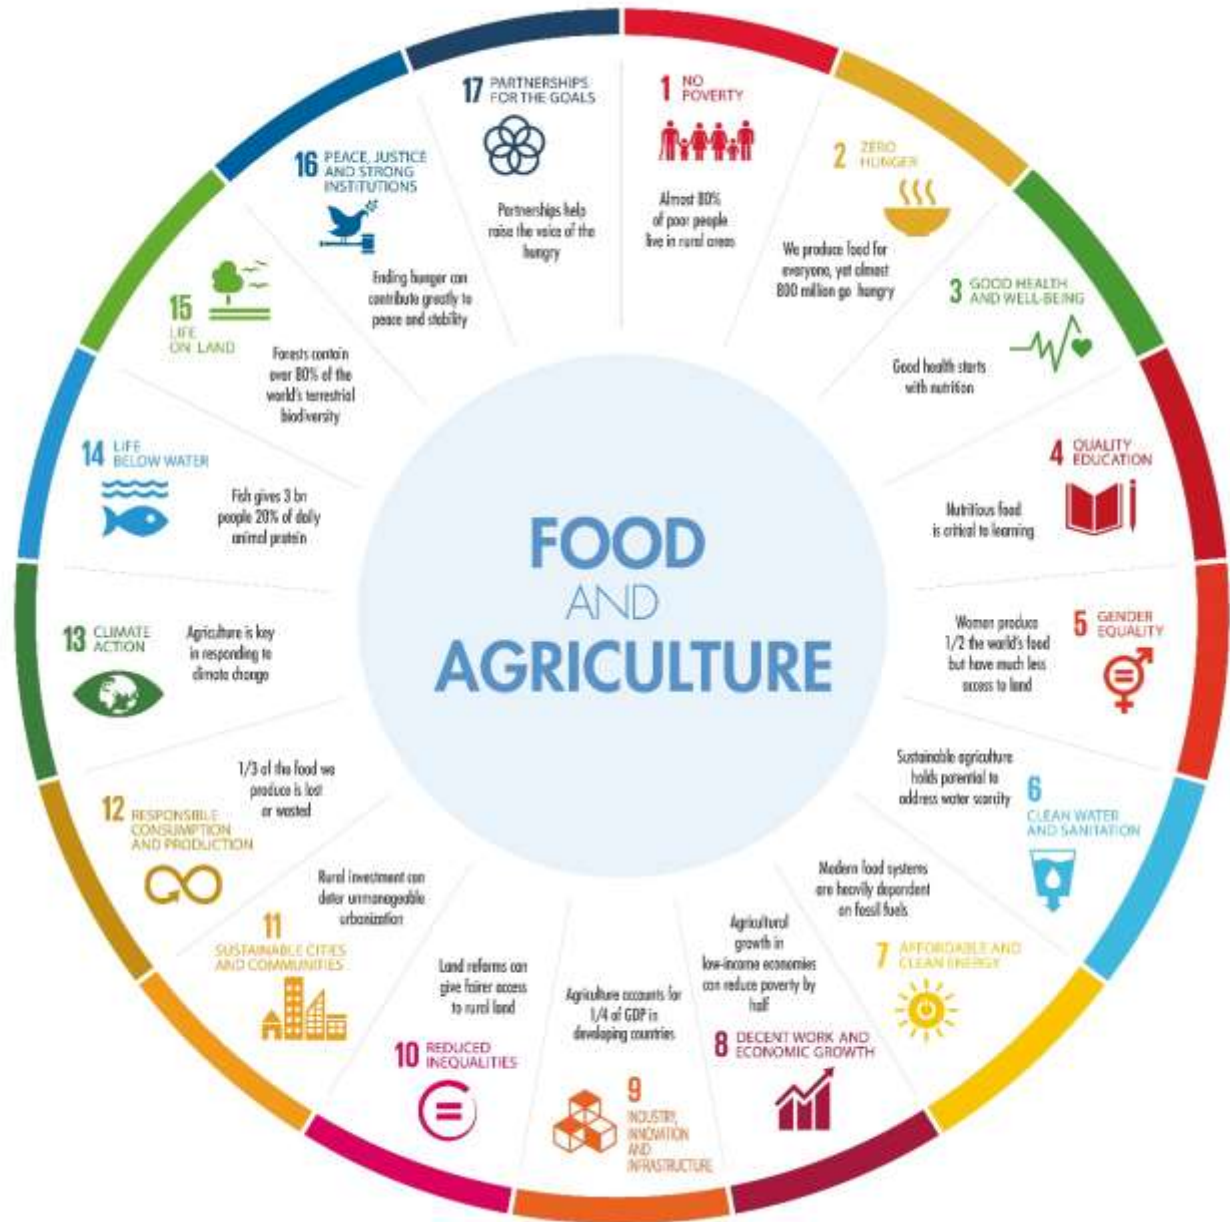 FOOD
AND
AGRICULTURE
1 NO
POVERTY
Almost 80%
of poor people
live in rural areas
2 ZERO
HUNGER
We produce food for
everyone, yet almost
800 million go hungry
3 GOOD HEALTH
AND WELL-BEING
Good health starts
with nutrition
4 QUALITY
EDUCATION
Nutritious food
is critical to learning
5 GENDER
EQUALITY
Women produce
1/2 the world's food
but have much less
access to land
6
CLEAN WATER
AND SANITATION
Sustainable agriculture
holds potential to
address water scarcity
7 AFFORDABLE AND
CLEAN ENERGY
Modern food systems
are heavily dependent
on fossil fuels
8 DECENT WORK AND
ECONOMIC GROWTH
Agricultural
growth in
low-income economies
can reduce poverty by
half
9
INDUSTRY,
INNOVATION
AND
INFRASTRUCTURE
Agriculture accounts for
1/4 of GDP in
developing countries
10 REDUCED
INEQUALITIES
Land reforms can
give fairer access
to rural land
11
SUSTAINABLE CITIES
AND COMMUNITIES
Rural investment can
deter unmanageable
urbanization
12 RESPONSIBLE
CONSUMPTION
AND PRODUCTION
1/3 of the food we
produce is lost
or wasted
13 CLIMATE
ACTION
Agriculture is key
in responding to
climate change
14 LIFE
BELOW WATER
Fish gives 3 bn
people 20% of daily
animal protein
15
LIFE
ON LAND
Forests contain
over 80% of the
world's terrestrial
biodiversity
16 PEACE, JUSTICE
AND STRONG
INSTITUTIONS
Ending hunger can
contribute greatly to
peace and stability
17 PARTNERSHIPS
FOR THE GOALS
Partnerships help
raise the voice of the
hungry